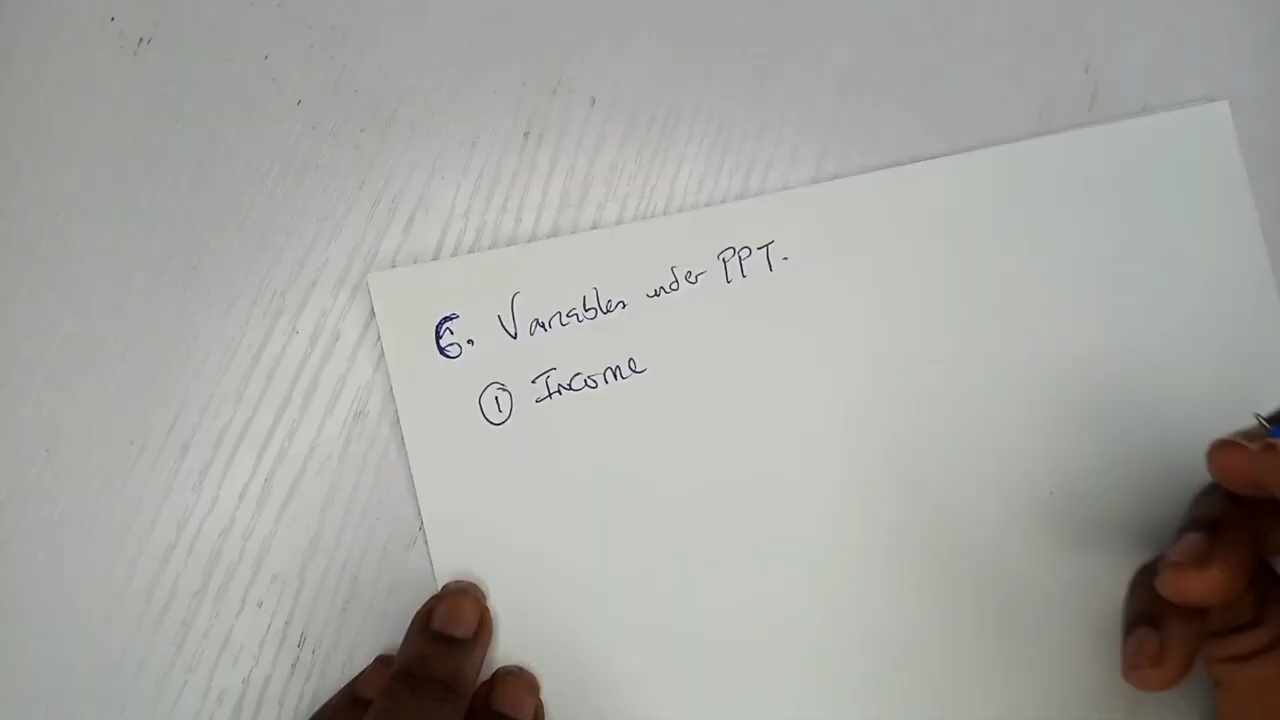 6. Variables under PPT.
① Income